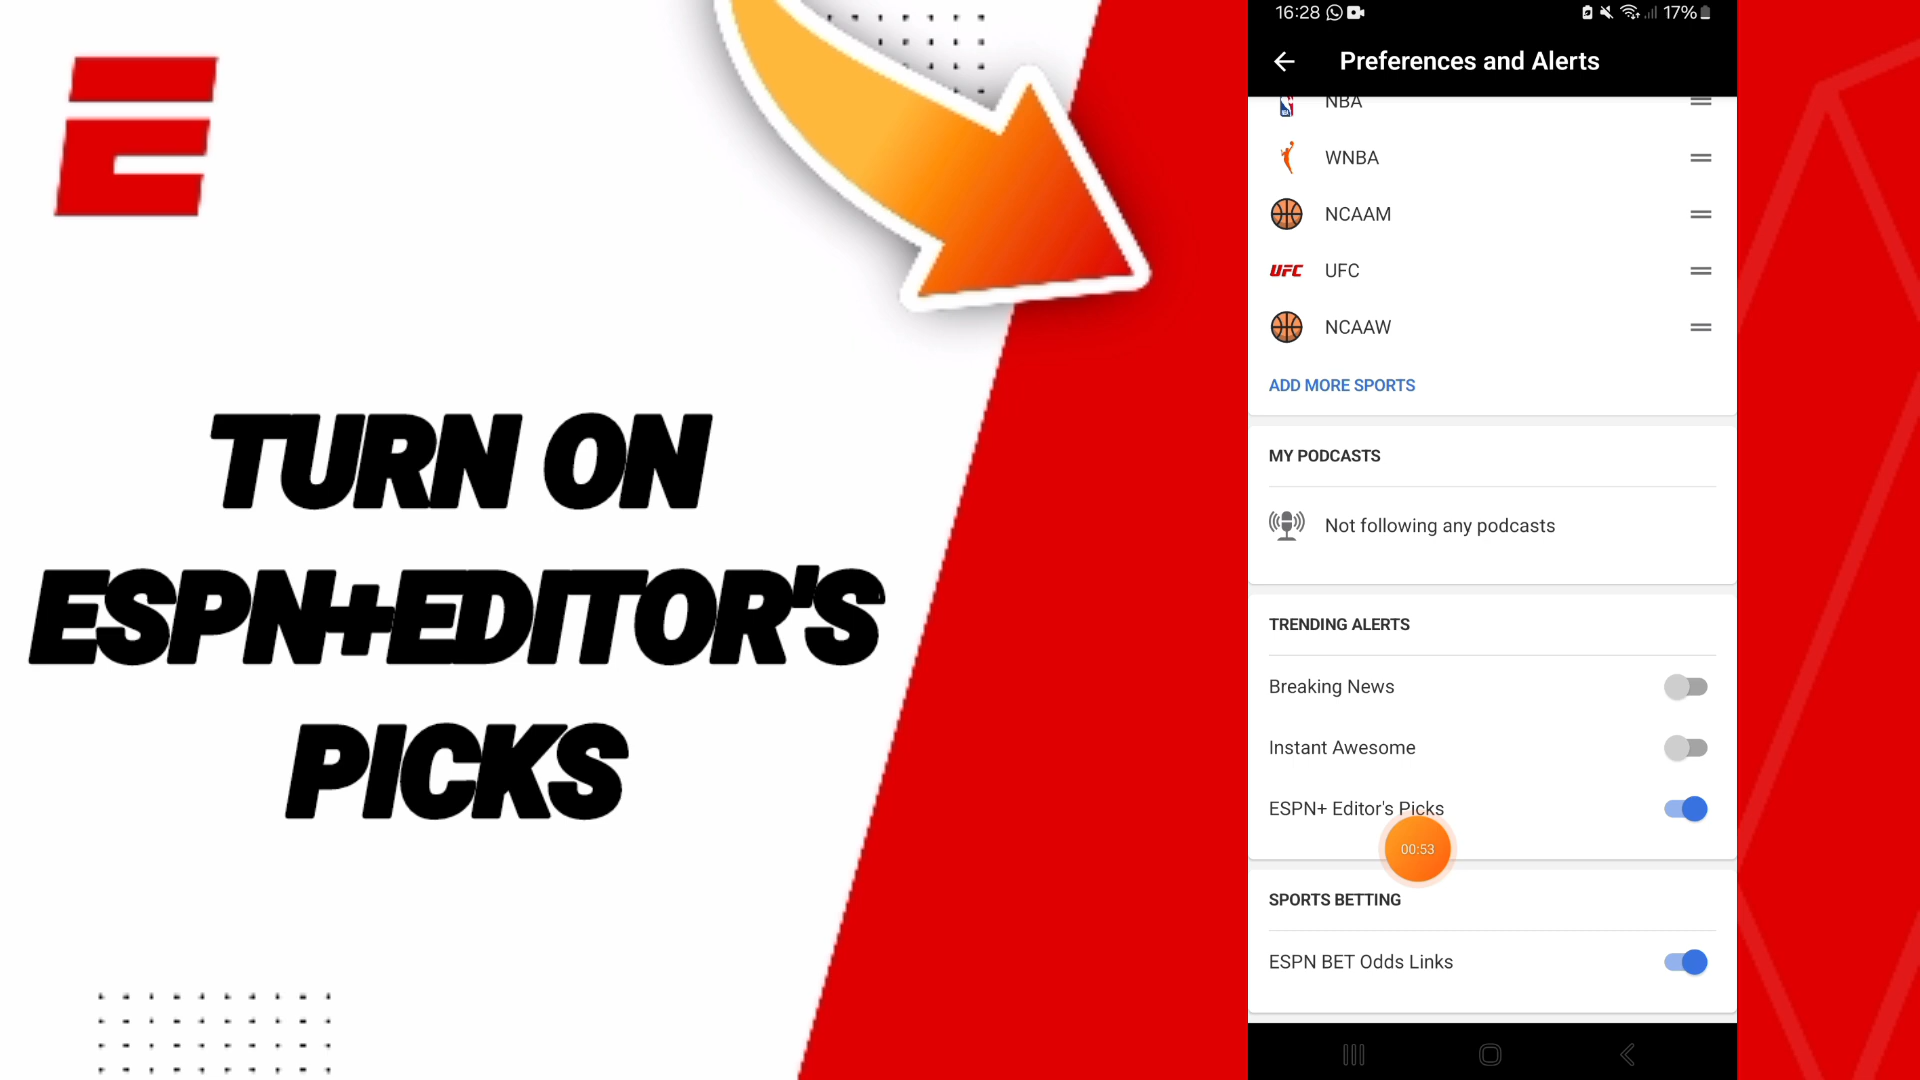 TURN ON
ESPN+EDITOR'S
PICKS
16:28
17%
Preferences and Alerts
NBA
WNBA
NCAAM
UFC UFC
NCAAW
ADD MORE SPORTS
MY PODCASTS
Not following any podcasts
TRENDING ALERTS
Breaking News
Instant Awesome
ESPN+ Editor's Picks
00:53
SPORTS BETTING
ESPN BET Odds Links